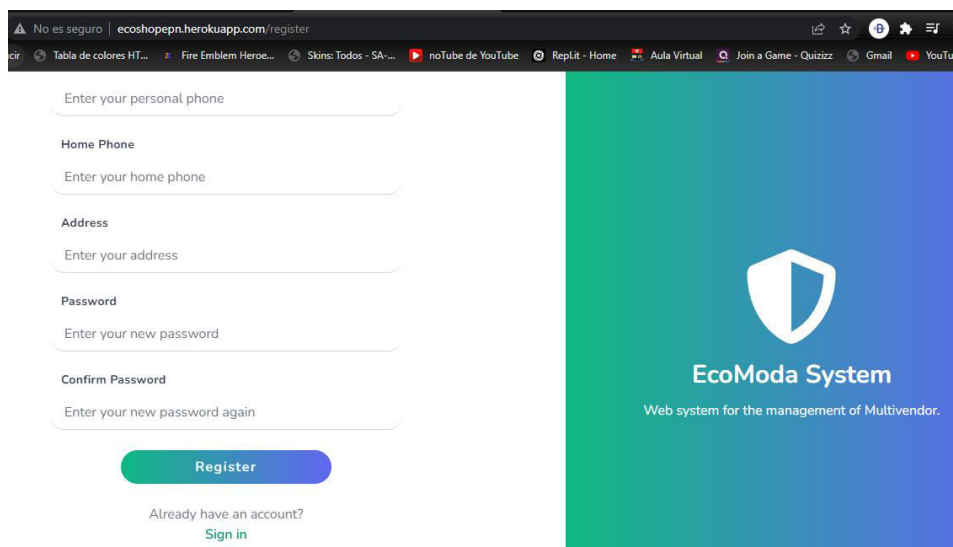 No es seguro | ecoshopepn.herokuapp.com/register
cir Tabla de colores HT... Fire Emblem Heroe... Skins: Todos - SA-... noTube de YouTube Repl.it - Home Aula Virtual Join a Game - Quizizz Gmail YouTu
Enter your personal phone
Home Phone
Enter your home phone
Address
Enter your address
Password
Enter your new password
Confirm Password
Enter your new password again
Register
Already have an account?
Sign in
EcoModa System
Web system for the management of Multivendor.